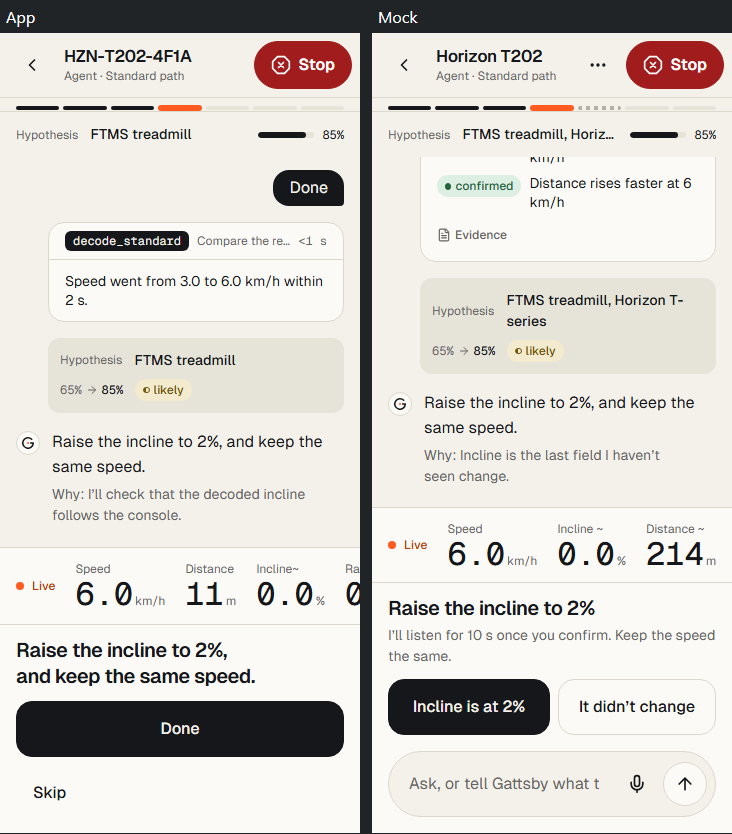 App
HZN-T202-4F1A
Agent · Standard path
Stop
Hypothesis FTMS treadmill 85%
Done
decode_standard Compare the re... <1 s
Speed went from 3.0 to 6.0 km/h within
2 s.
Hypothesis FTMS treadmill
65% → 85% likely
G
Raise the incline to 2%, and keep the
same speed.
Why: I'll check that the decoded incline
follows the console.
Live
Speed
6.0 km/h
Distance
11 m
Incline~
0.0 %
Ra
0
Raise the incline to 2%,
and keep the same speed.
Done
Skip
Mock
Horizon T202
Agent · Standard path
Stop
Hypothesis FTMS treadmill, Horiz... 85%
km/h
confirmed Distance rises faster at 6
km/h
Evidence
Hypothesis FTMS treadmill, Horizon T-
series
65% → 85% likely
G
Raise the incline to 2%, and keep the
same speed.
Why: Incline is the last field I haven't
seen change.
Live
Speed
6.0 km/h
Incline ~
0.0 %
Distance ~
214 m
Raise the incline to 2%
I'll listen for 10 s once you confirm. Keep the speed
the same.
Incline is at 2%
It didn't change
Ask, or tell Gattsby what t